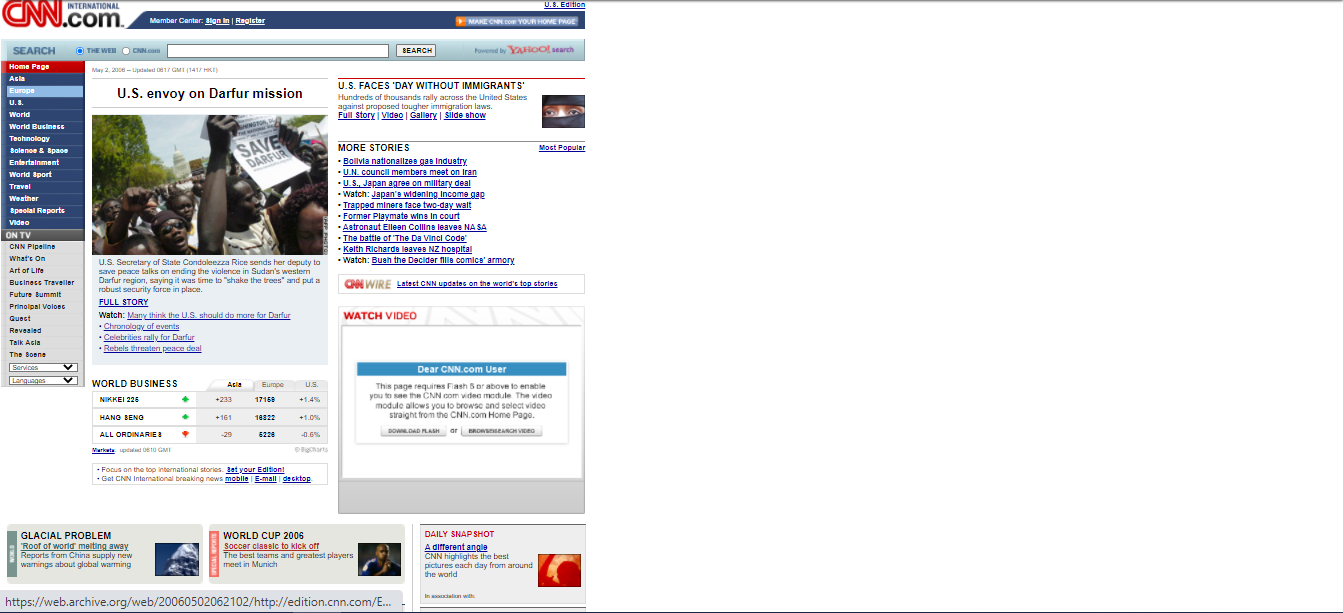 CNN.com INTERNATIONAL
U.S. Edition
Member Center: Sign In | Register
MAKE CNN.com YOUR HOME PAGE
SEARCH
THE WEB
CNN.com
SEARCH
Powered by YAHOO! search
Home Page
Asia
Europe
U.S.
World
World Business
Technology
Science & Space
Entertainment
World Sport
Travel
Weather
Special Reports
Video
ON TV
CNN Pipeline
What's On
Art of Life
Business Traveller
Future Summit
Principal Voices
Quest
Revealed
Talk Asia
The Scene
Services
Languages
May 2, 2006 -- Updated 0617 GMT (1417 HKT)
U.S. envoy on Darfur mission
SAVE
DARFUR
U.S. Secretary of State Condoleezza Rice sends her deputy to
save peace talks on ending the violence in Sudan's western
Darfur region, saying it was time to "shake the trees" and put a
robust security force in place.
FULL STORY
Watch: Many think the U.S. should do more for Darfur
• Chronology of events
• Celebrities rally for Darfur
• Rebels threaten peace deal
WORLD BUSINESS
Asia
Europe
U.S.
NIKKEI 225 +233 17159 +1.4%
HANG SENG +161 16822 +1.0%
ALL ORDINARIES -29 5226 -0.6%
Markets: updated 0610 GMT
© BigCharts
• Focus on the top international stories. Set your Edition!
• Get CNN International breaking news mobile | E-mail | desktop.
U.S. FACES 'DAY WITHOUT IMMIGRANTS'
Hundreds of thousands rally across the United States
against proposed tougher immigration laws.
Full Story | Video | Gallery | Slide show
MORE STORIES
Most Popular
• Bolivia nationalizes gas industry
• U.N. council members meet on Iran
• U.S., Japan agree on military deal
• Watch: Japan's widening income gap
• Trapped miners face two-day wait
• Former Playmate wins in court
• Astronaut Eileen Collins leaves NASA
• The battle of 'The Da Vinci Code'
• Keith Richards leaves NZ hospital
• Watch: Bush the Decider fills comics' armory
CNN WIRE Latest CNN updates on the world's top stories
WATCH VIDEO
Dear CNN.com User
This page requires Flash 8 or above to enable
you to see the CNN.com video module. The video
module allows you to browse and select video
straight from the CNN.com Home Page.
DOWNLOAD FLASH or BROWSE/SEARCH VIDEO
WORLD
GLACIAL PROBLEM
'Roof of world' melting away
Reports from China supply new
warnings about global warming
SPECIAL REPORTS
WORLD CUP 2006
Soccer classic to kick off
The best teams and greatest players
meet in Munich
DAILY SNAPSHOT
A different angle
CNN highlights the best
pictures each day from around
the world
In association with:
https://web.archive.org/web/20060502062102/http://edition.cnn.com/E...